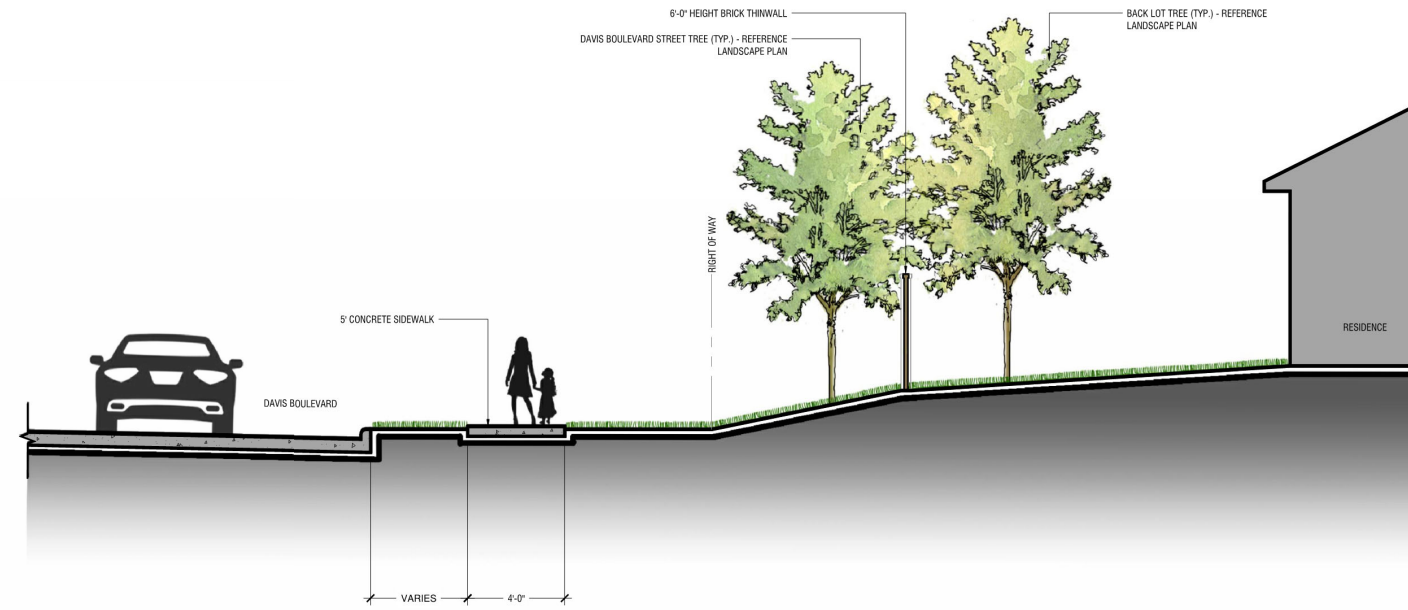 6'-0" HEIGHT BRICK THINWALL
DAVIS BOULEVARD STREET TREE (TYP.) - REFERENCE
LANDSCAPE PLAN
BACK LOT TREE (TYP.) - REFERENCE
LANDSCAPE PLAN
RIGHT OF WAY
5' CONCRETE SIDEWALK
RESIDENCE
DAVIS BOULEVARD
VARIES
4'-0"